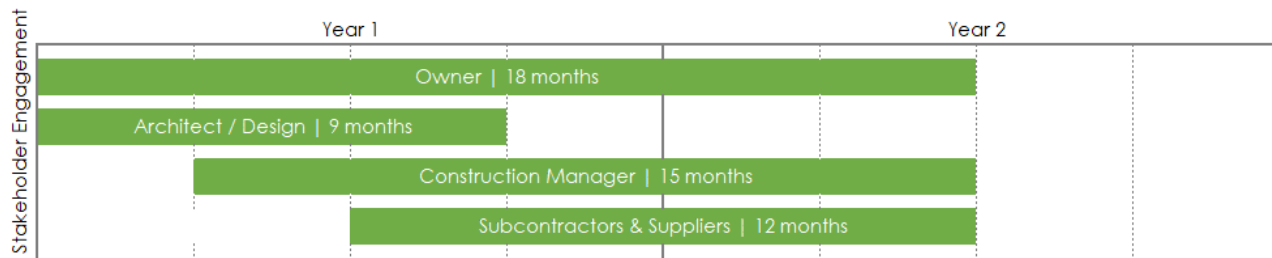 Stakeholder Engagement
Year 1
Year 2
Owner | 18 months
Architect / Design | 9 months
Construction Manager | 15 months
Subcontractors & Suppliers | 12 months